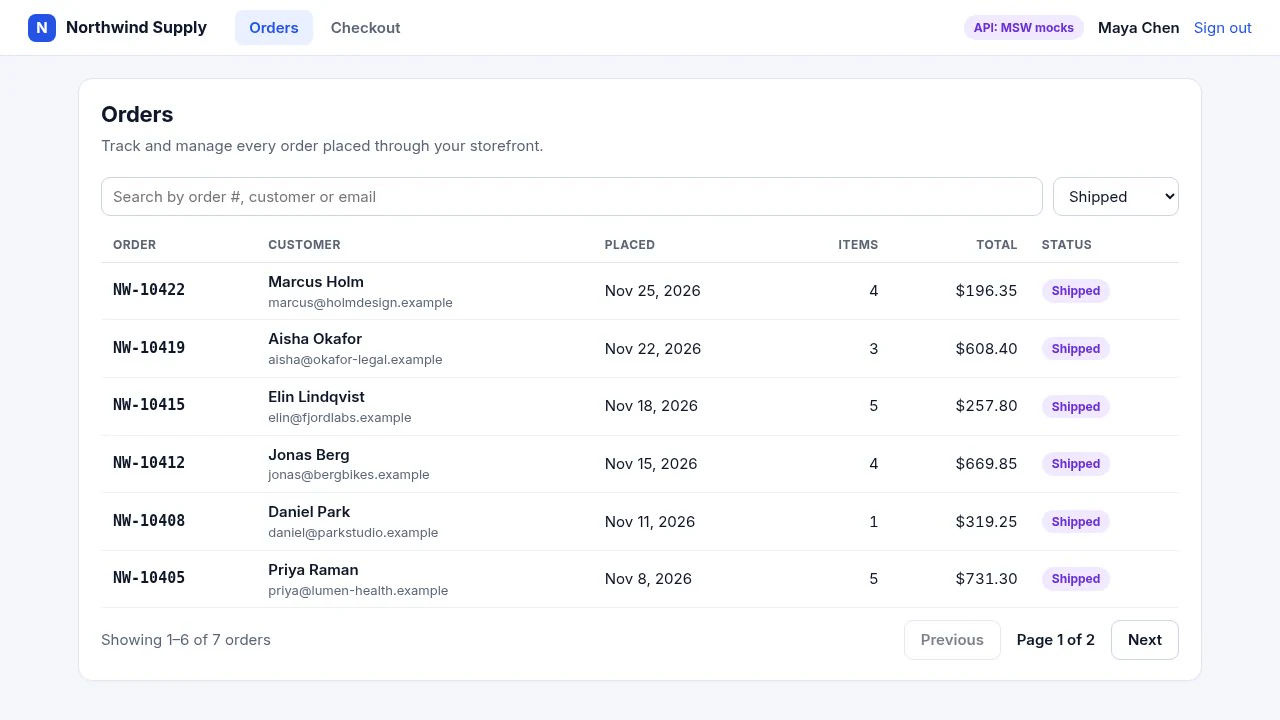 N Northwind Supply Orders Checkout API: MSW mocks Maya Chen Sign out
Orders
Track and manage every order placed through your storefront.
Search by order #, customer or email Shipped
ORDER CUSTOMER PLACED ITEMS TOTAL STATUS
NW-10422 Marcus Holm Nov 25, 2026 4 $196.35 Shipped
marcus@holmdesign.example
NW-10419 Aisha Okafor Nov 22, 2026 3 $608.40 Shipped
aisha@okafor-legal.example
NW-10415 Elin Lindqvist Nov 18, 2026 5 $257.80 Shipped
elin@fjordlabs.example
NW-10412 Jonas Berg Nov 15, 2026 4 $669.85 Shipped
jonas@bergbikes.example
NW-10408 Daniel Park Nov 11, 2026 1 $319.25 Shipped
daniel@parkstudio.example
NW-10405 Priya Raman Nov 8, 2026 5 $731.30 Shipped
priya@lumen-health.example
Showing 1–6 of 7 orders Previous Page 1 of 2 Next